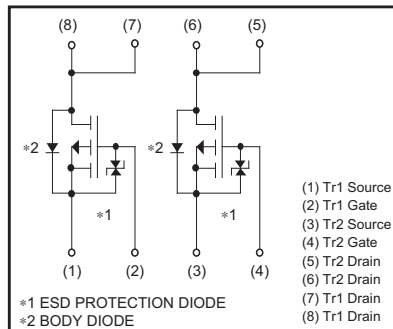 (8) (7) (6) (5)
∗2 ∗2
∗1 ∗1
(1) (2) (3) (4)
(1) Tr1 Source
(2) Tr1 Gate
(3) Tr2 Source
(4) Tr2 Gate
(5) Tr2 Drain
(6) Tr2 Drain
(7) Tr1 Drain
(8) Tr1 Drain
∗1 ESD PROTECTION DIODE
∗2 BODY DIODE